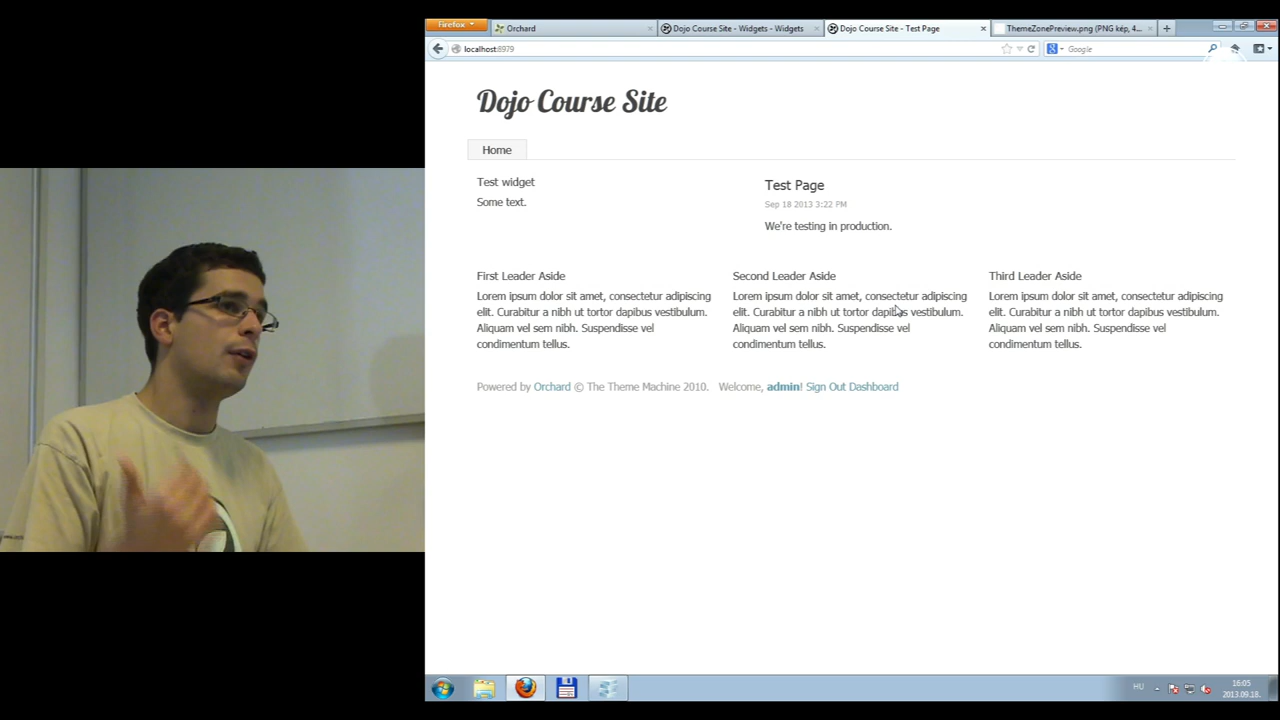 Firefox
Orchard
Dojo Course Site - Widgets - Widgets
Dojo Course Site - Test Page
ThemeZonePreview.png (PNG kép, 4...
localhost:8979
Google
Dojo Course Site
Home
Test widget
Some text.
Test Page
Sep 18 2013 3:22 PM
We're testing in production.
First Leader Aside
Lorem ipsum dolor sit amet, consectetur adipiscing
elit. Curabitur a nibh ut tortor dapibus vestibulum.
Aliquam vel sem nibh. Suspendisse vel
condimentum tellus.
Second Leader Aside
Lorem ipsum dolor sit amet, consectetur adipiscing
elit. Curabitur a nibh ut tortor dapibus vestibulum.
Aliquam vel sem nibh. Suspendisse vel
condimentum tellus.
Third Leader Aside
Lorem ipsum dolor sit amet, consectetur adipiscing
elit. Curabitur a nibh ut tortor dapibus vestibulum.
Aliquam vel sem nibh. Suspendisse vel
condimentum tellus.
Powered by Orchard © The Theme Machine 2010. Welcome, admin! Sign Out Dashboard
HU
16:05
2013.09.18.